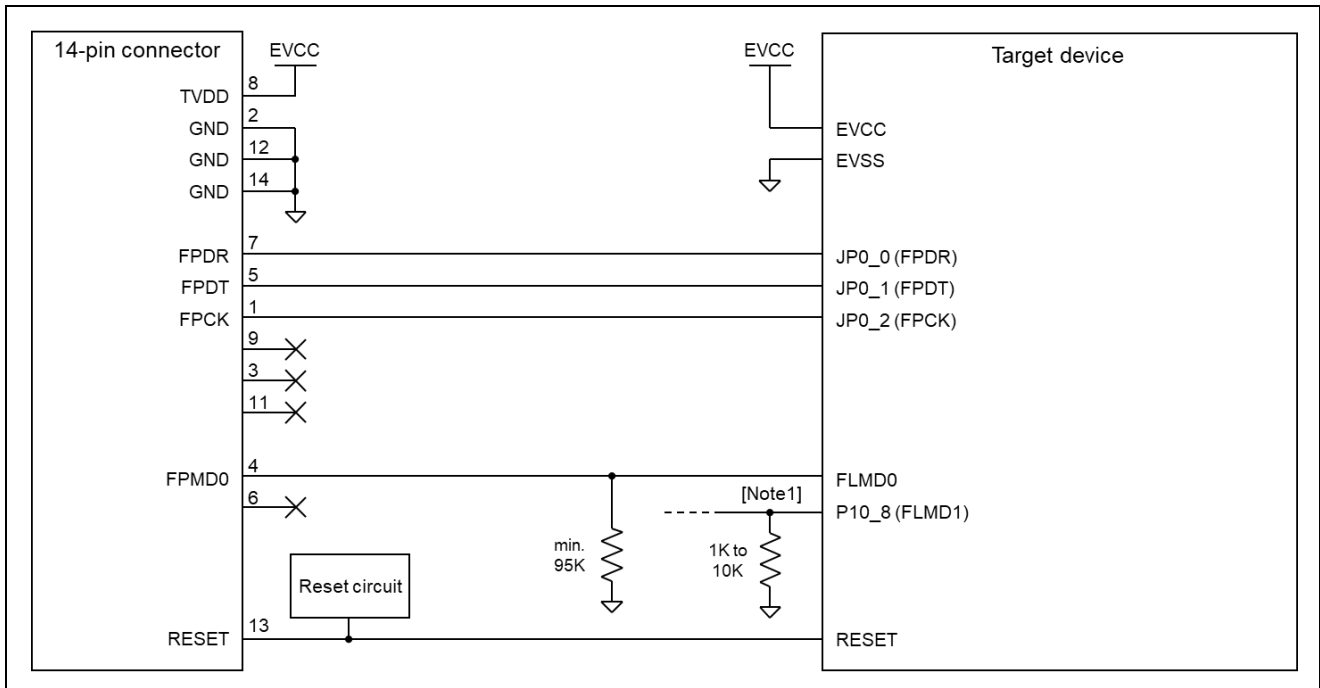 14-pin connector
EVCC
EVCC
Target device
TVDD
8
GND
2
GND
12
GND
14
EVCC
EVSS
FPDR
7
JP0_0 (FPDR)
FPDT
5
JP0_1 (FPDT)
FPCK
1
JP0_2 (FPCK)
9
3
11
FPMD0
4
FLMD0
6
[Note1]
P10_8 (FLMD1)
min.
95K
1K to
10K
Reset circuit
RESET
13
RESET